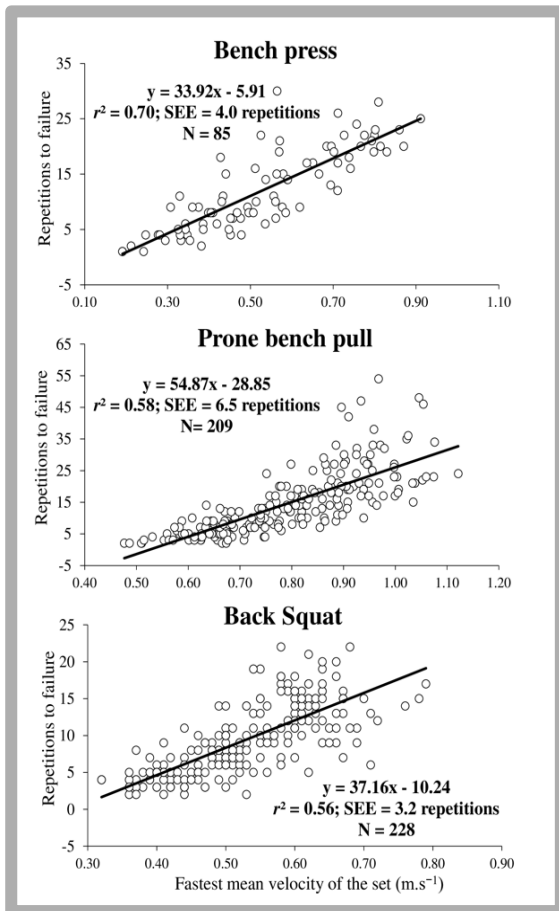 Bench press
35
25
15
5
-5
Repetitions to failure
y = 33.92x - 5.91
r² = 0.70; SEE = 4.0 repetitions
N = 85
0.10 0.30 0.50 0.70 0.90 1.10
Prone bench pull
65
55
45
35
25
15
5
-5
Repetitions to failure
y = 54.87x - 28.85
r² = 0.58; SEE = 6.5 repetitions
N= 209
0.40 0.50 0.60 0.70 0.80 0.90 1.00 1.10 1.20
Back Squat
25
20
15
10
5
0
-5
Repetitions to failure
y = 37.16x - 10.24
r² = 0.56; SEE = 3.2 repetitions
N = 228
0.30 0.40 0.50 0.60 0.70 0.80 0.90
Fastest mean velocity of the set (m.s⁻¹)